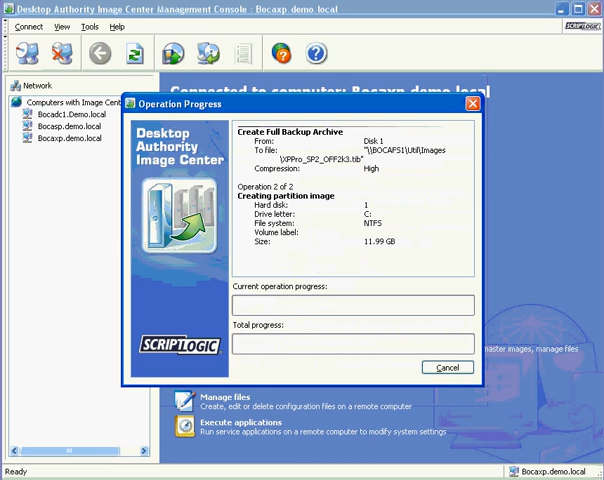 Desktop Authority Image Center Management Console : Bocaxp.demo.local
Connect View Tools Help
SCRIPTLOGIC
Network
Computers with Image Cent
Bocadc1.Demo.local
Bocasp.demo.local
Bocaxp.demo.local
Connected to computer: Bocaxp.demo.local
Operation Progress
Desktop
Authority
Image Center
SCRIPTLOGIC
Create Full Backup Archive
From: Disk 1
To file: "\\BOCAFS1\Util\Images
\XPPro_SP2_OFF2k3.tib"
Compression: High
Operation 2 of 2
Creating partition image
Hard disk: 1
Drive letter: C:
File system: NTFS
Volume label:
Size: 11.99 GB
Current operation progress:
Total progress:
Cancel
master images, manage files
Manage files
Create, edit or delete configuration files on a remote computer
Execute applications
Run service applications on a remote computer to modify system settings
Ready
Bocaxp.demo.local